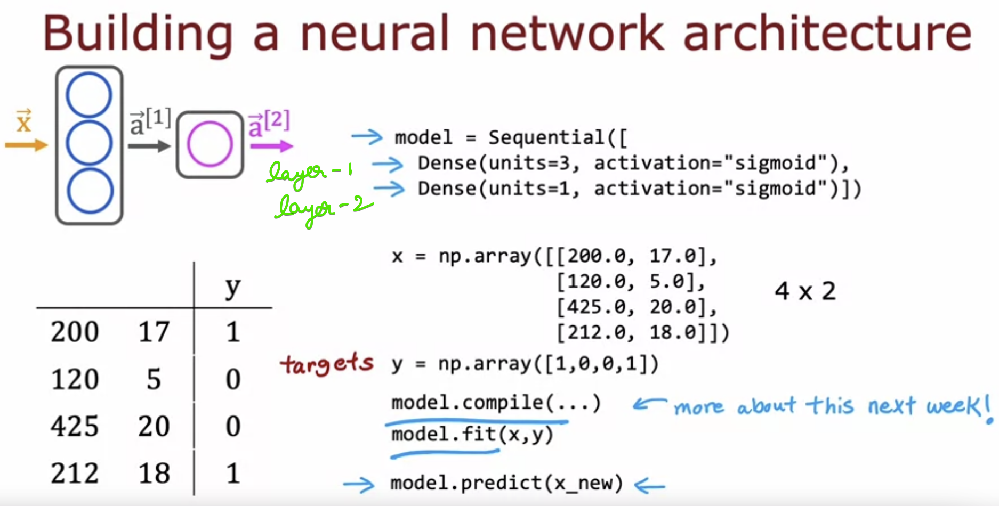 Building a neural network architecture
x⃗
a⃗[1]
a⃗[2]
model = Sequential([
layer-1
Dense(units=3, activation="sigmoid"),
layer-2
Dense(units=1, activation="sigmoid")])
x = np.array([[200.0, 17.0],
[120.0, 5.0],
[425.0, 20.0],
[212.0, 18.0]])
4 x 2
y
200 17 1
120 5 0
425 20 0
212 18 1
targets y = np.array([1,0,0,1])
model.compile(...) ← more about this next week!
model.fit(x,y)
→ model.predict(x_new) ←